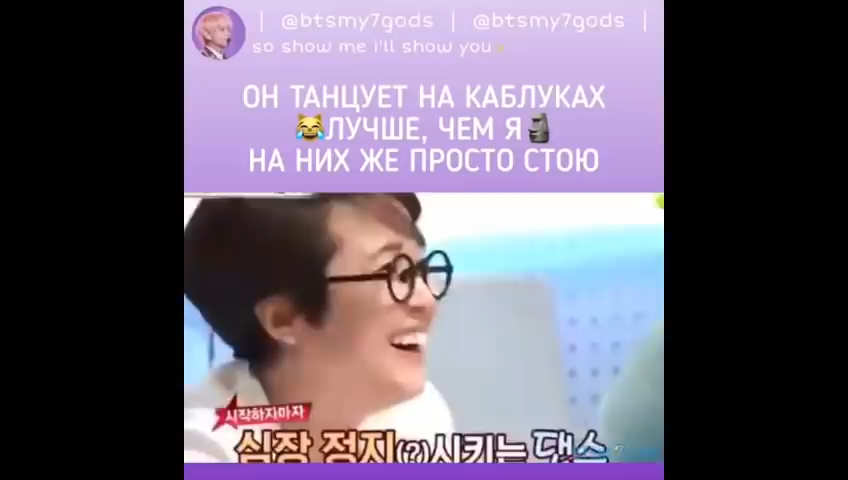 | @btsmy7gods | @btsmy7gods |
so show me i'll show you
ОН ТАНЦУЕТ НА КАБЛУКАХ
😹ЛУЧШЕ, ЧЕМ Я🗿
НА НИХ ЖЕ ПРОСТО СТОЮ
시작하자마자
심장 정지(?)시키는 댄스